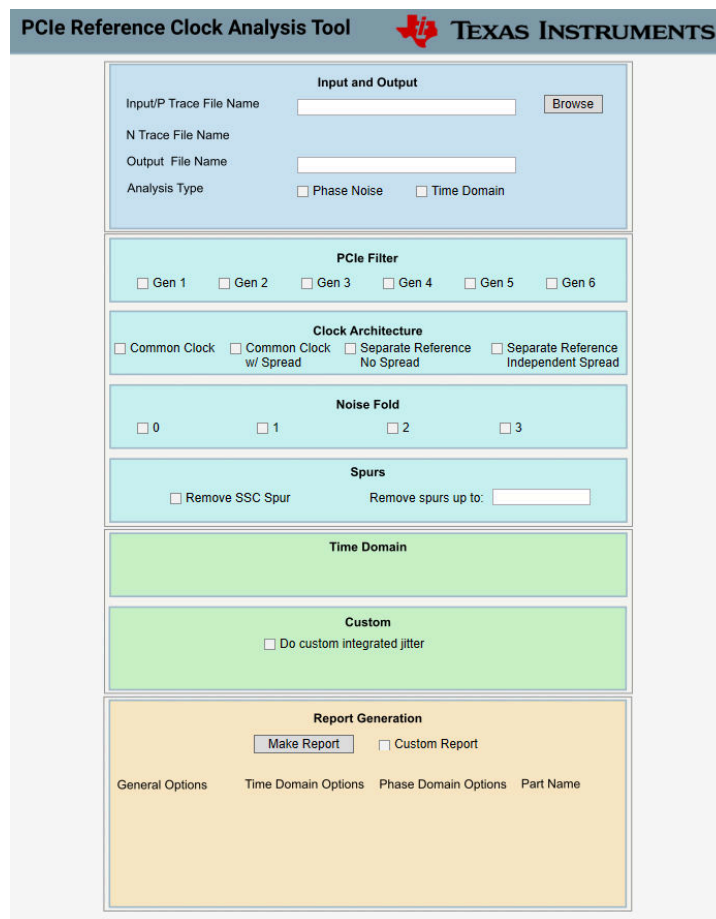 PCIe Reference Clock Analysis Tool
TEXAS INSTRUMENTS
Input and Output
Input/P Trace File Name
Browse
N Trace File Name
Output File Name
Analysis Type
Phase Noise
Time Domain
PCIe Filter
Gen 1
Gen 2
Gen 3
Gen 4
Gen 5
Gen 6
Clock Architecture
Common Clock
Common Clock
w/ Spread
Separate Reference
No Spread
Separate Reference
Independent Spread
Noise Fold
0
1
2
3
Spurs
Remove SSC Spur
Remove spurs up to:
Time Domain
Custom
Do custom integrated jitter
Report Generation
Make Report
Custom Report
General Options
Time Domain Options
Phase Domain Options
Part Name